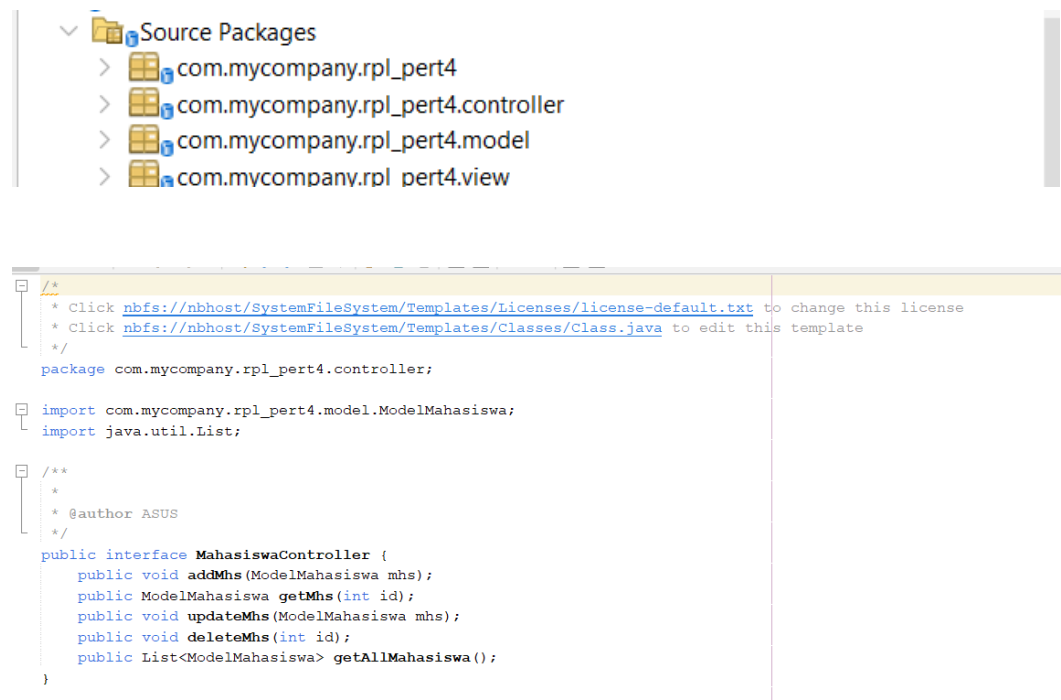 Source Packages
com.mycompany.rpl_pert4
com.mycompany.rpl_pert4.controller
com.mycompany.rpl_pert4.model
com.mycompany.rpl_pert4.view
/*
 * Click nbfs://nbhost/SystemFileSystem/Templates/Licenses/license-default.txt to change this license
 * Click nbfs://nbhost/SystemFileSystem/Templates/Classes/Class.java to edit this template
 */
package com.mycompany.rpl_pert4.controller;
import com.mycompany.rpl_pert4.model.ModelMahasiswa;
import java.util.List;
/**
 *
 * @author ASUS
 */
public interface MahasiswaController {
    public void addMhs(ModelMahasiswa mhs);
    public ModelMahasiswa getMhs(int id);
    public void updateMhs(ModelMahasiswa mhs);
    public void deleteMhs(int id);
    public List<ModelMahasiswa> getAllMahasiswa();
}